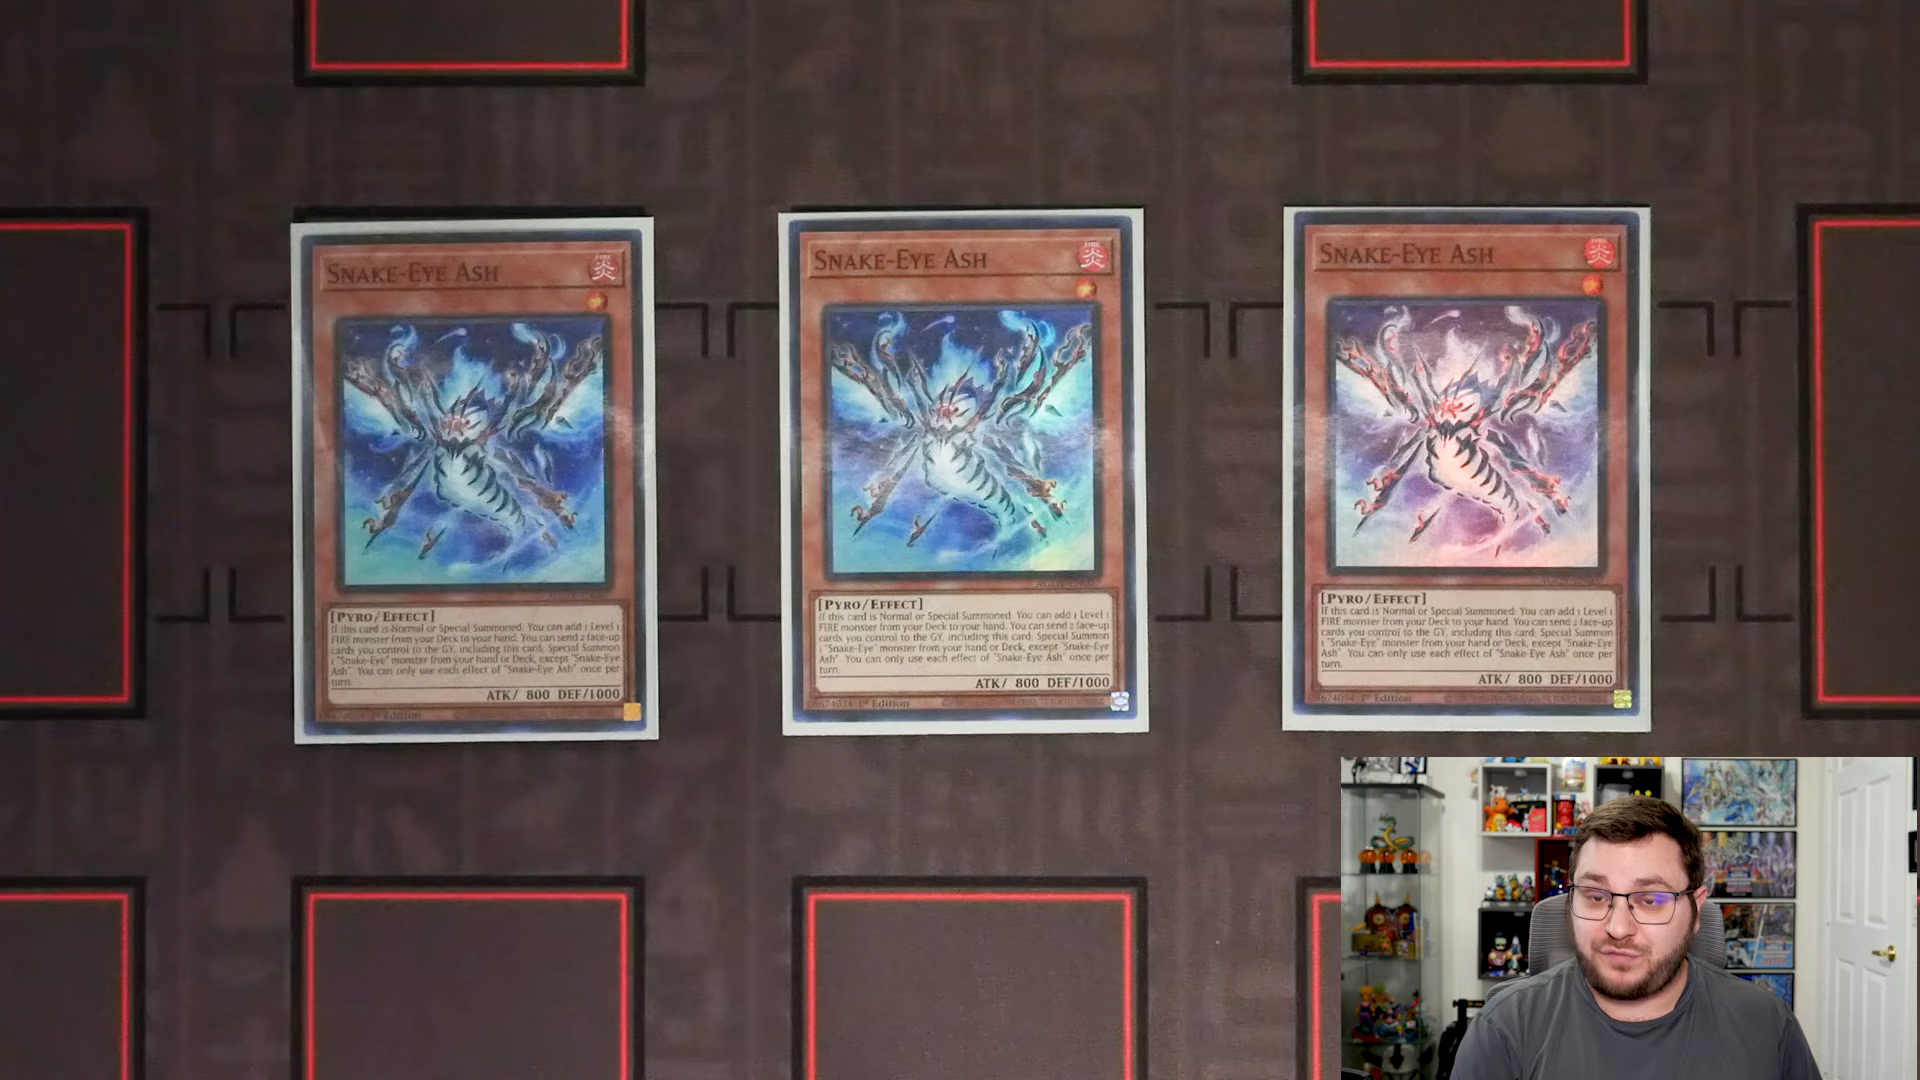 SNAKE-EYE ASH
[PYRO/EFFECT]
If this card is Normal or Special Summoned: You can add 1 Level 1
FIRE monster from your Deck to your hand. You can send 2 face-up
cards you control to the GY, including this card; Special Summon
1 "Snake-Eye" monster from your hand or Deck, except "Snake-Eye
Ash". You can only use each effect of "Snake-Eye Ash" once per
turn.
ATK/ 800 DEF/1000
1st Edition
SNAKE-EYE ASH
[PYRO/EFFECT]
If this card is Normal or Special Summoned: You can add 1 Level 1
FIRE monster from your Deck to your hand. You can send 2 face-up
cards you control to the GY, including this card; Special Summon
1 "Snake-Eye" monster from your hand or Deck, except "Snake-Eye
Ash". You can only use each effect of "Snake-Eye Ash" once per
turn.
ATK/ 800 DEF/1000
1st Edition
SNAKE-EYE ASH
[PYRO/EFFECT]
If this card is Normal or Special Summoned: You can add 1 Level 1
FIRE monster from your Deck to your hand. You can send 2 face-up
cards you control to the GY, including this card; Special Summon
1 "Snake-Eye" monster from your hand or Deck, except "Snake-Eye
Ash". You can only use each effect of "Snake-Eye Ash" once per
turn.
ATK/ 800 DEF/1000
1st Edition